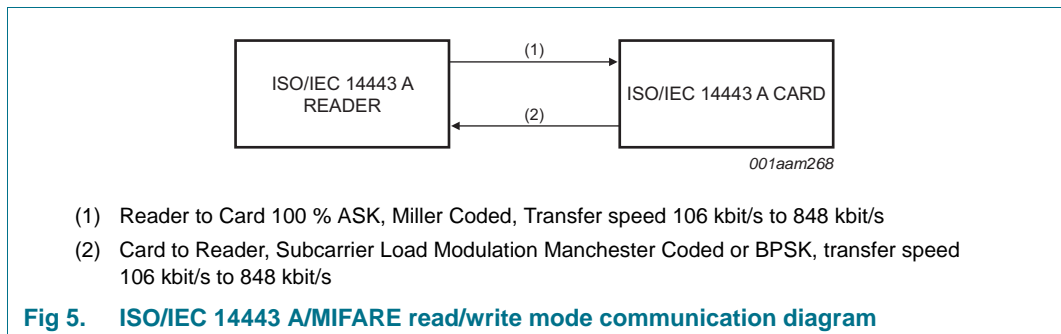 (1)
ISO/IEC 14443 A
READER
ISO/IEC 14443 A CARD
(2)
001aam268
(1) Reader to Card 100 % ASK, Miller Coded, Transfer speed 106 kbit/s to 848 kbit/s
(2) Card to Reader, Subcarrier Load Modulation Manchester Coded or BPSK, transfer speed
106 kbit/s to 848 kbit/s
Fig 5. ISO/IEC 14443 A/MIFARE read/write mode communication diagram